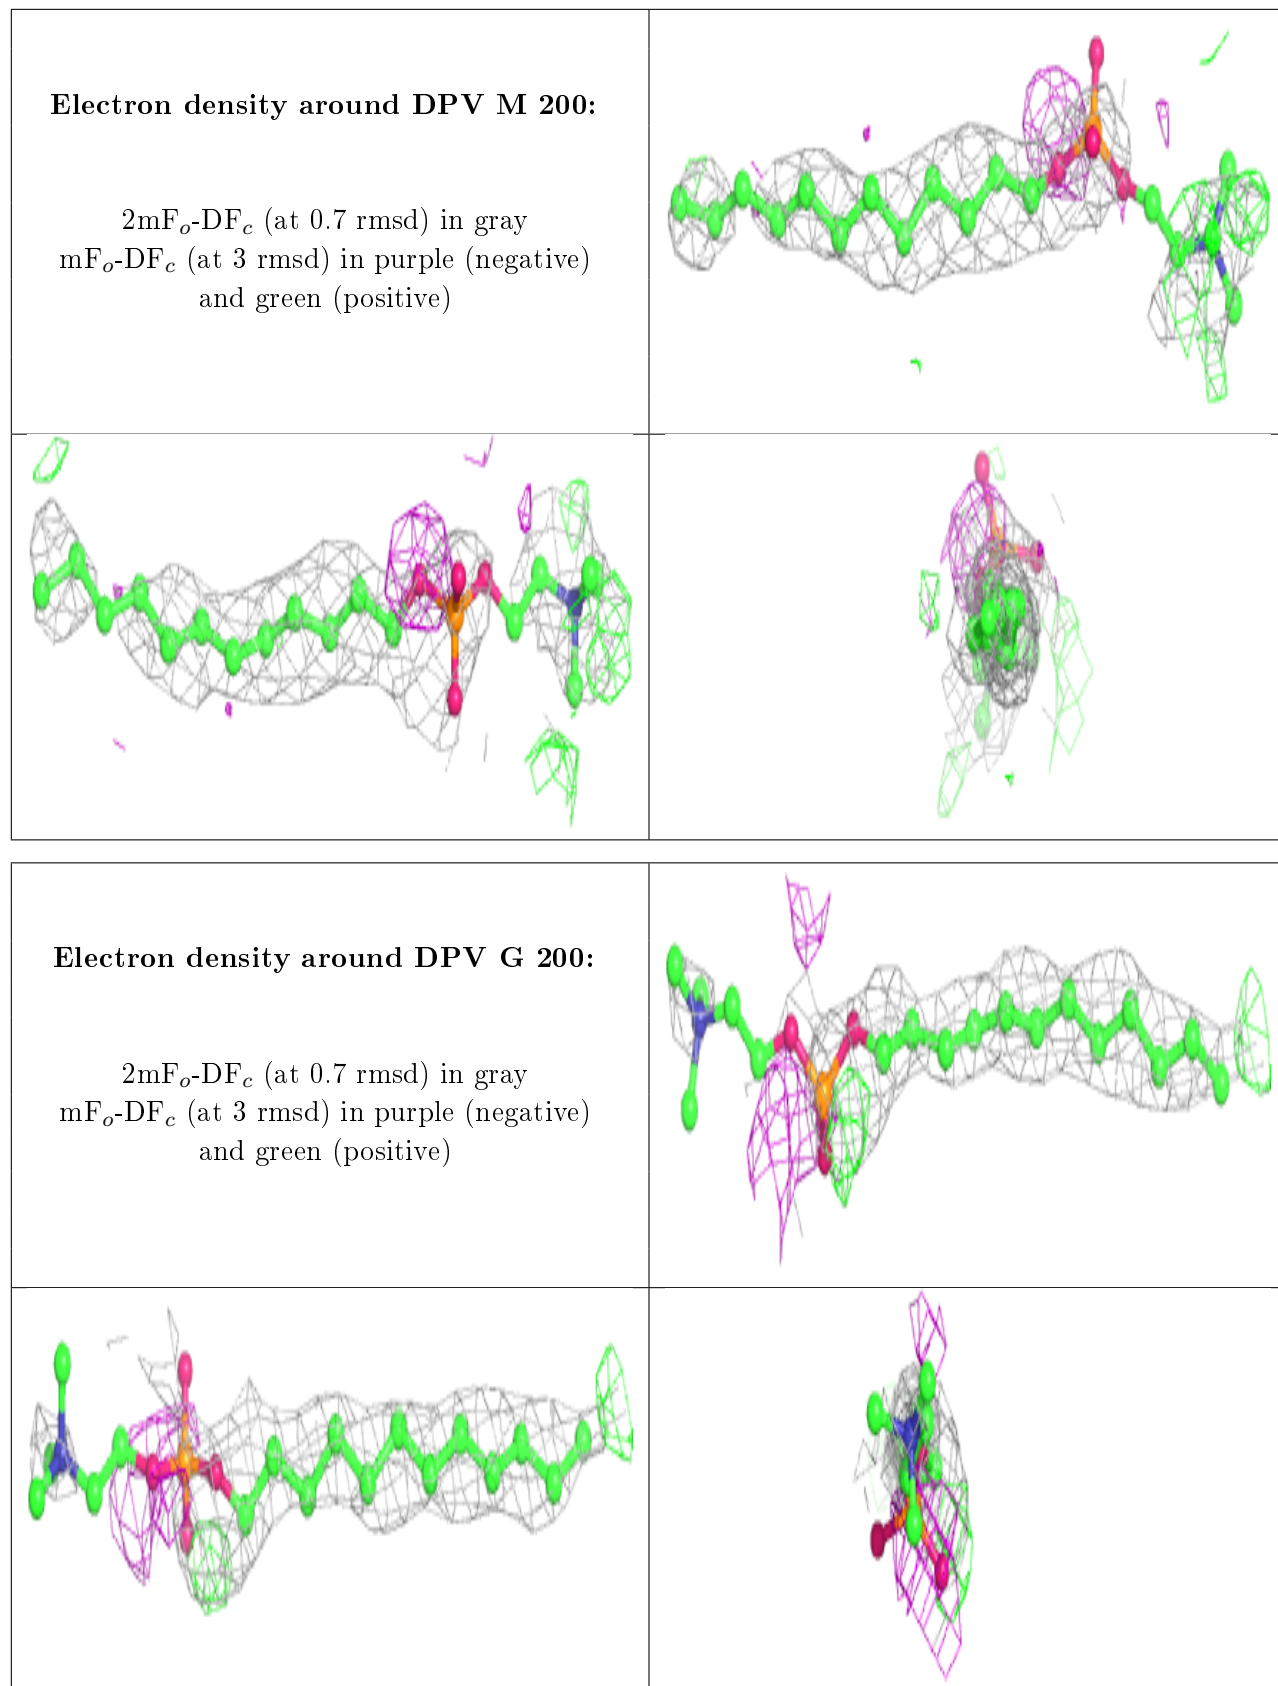 Electron density around DPV M 200:
2mFo-DFc (at 0.7 rmsd) in gray
mFo-DFc (at 3 rmsd) in purple (negative)
and green (positive)
Electron density around DPV G 200:
2mFo-DFc (at 0.7 rmsd) in gray
mFo-DFc (at 3 rmsd) in purple (negative)
and green (positive)